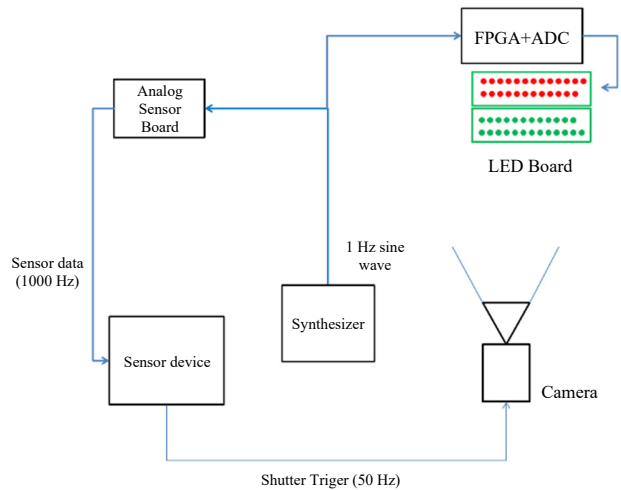 FPGA+ADC
Analog
Sensor
Board
LED Board
1 Hz sine
wave
Sensor data
(1000 Hz)
Synthesizer
Sensor device
Camera
Shutter Triger (50 Hz)